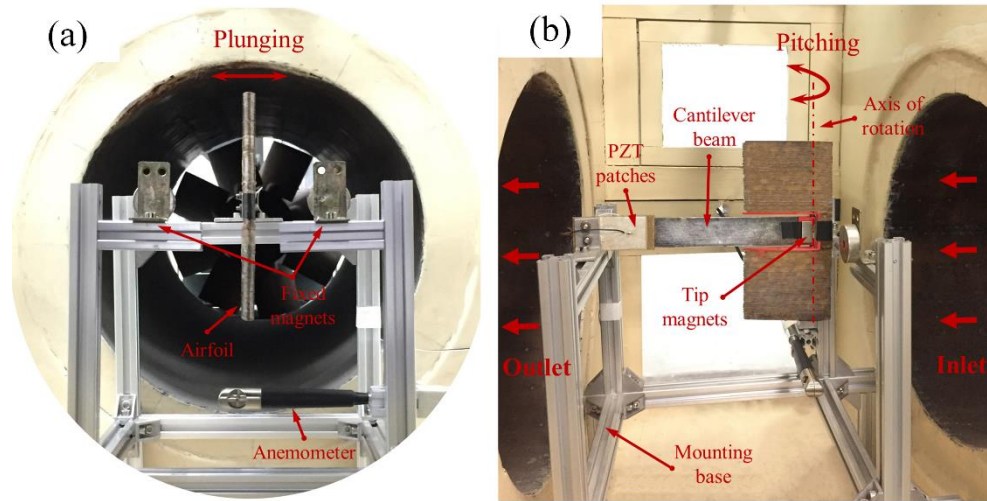 (a)
Plunging
Fixed
magnets
Airfoil
Anemometer
(b)
Pitching
Cantilever
beam
Axis of
rotation
PZT
patches
Tip
magnets
Outlet
Inlet
Mounting
base